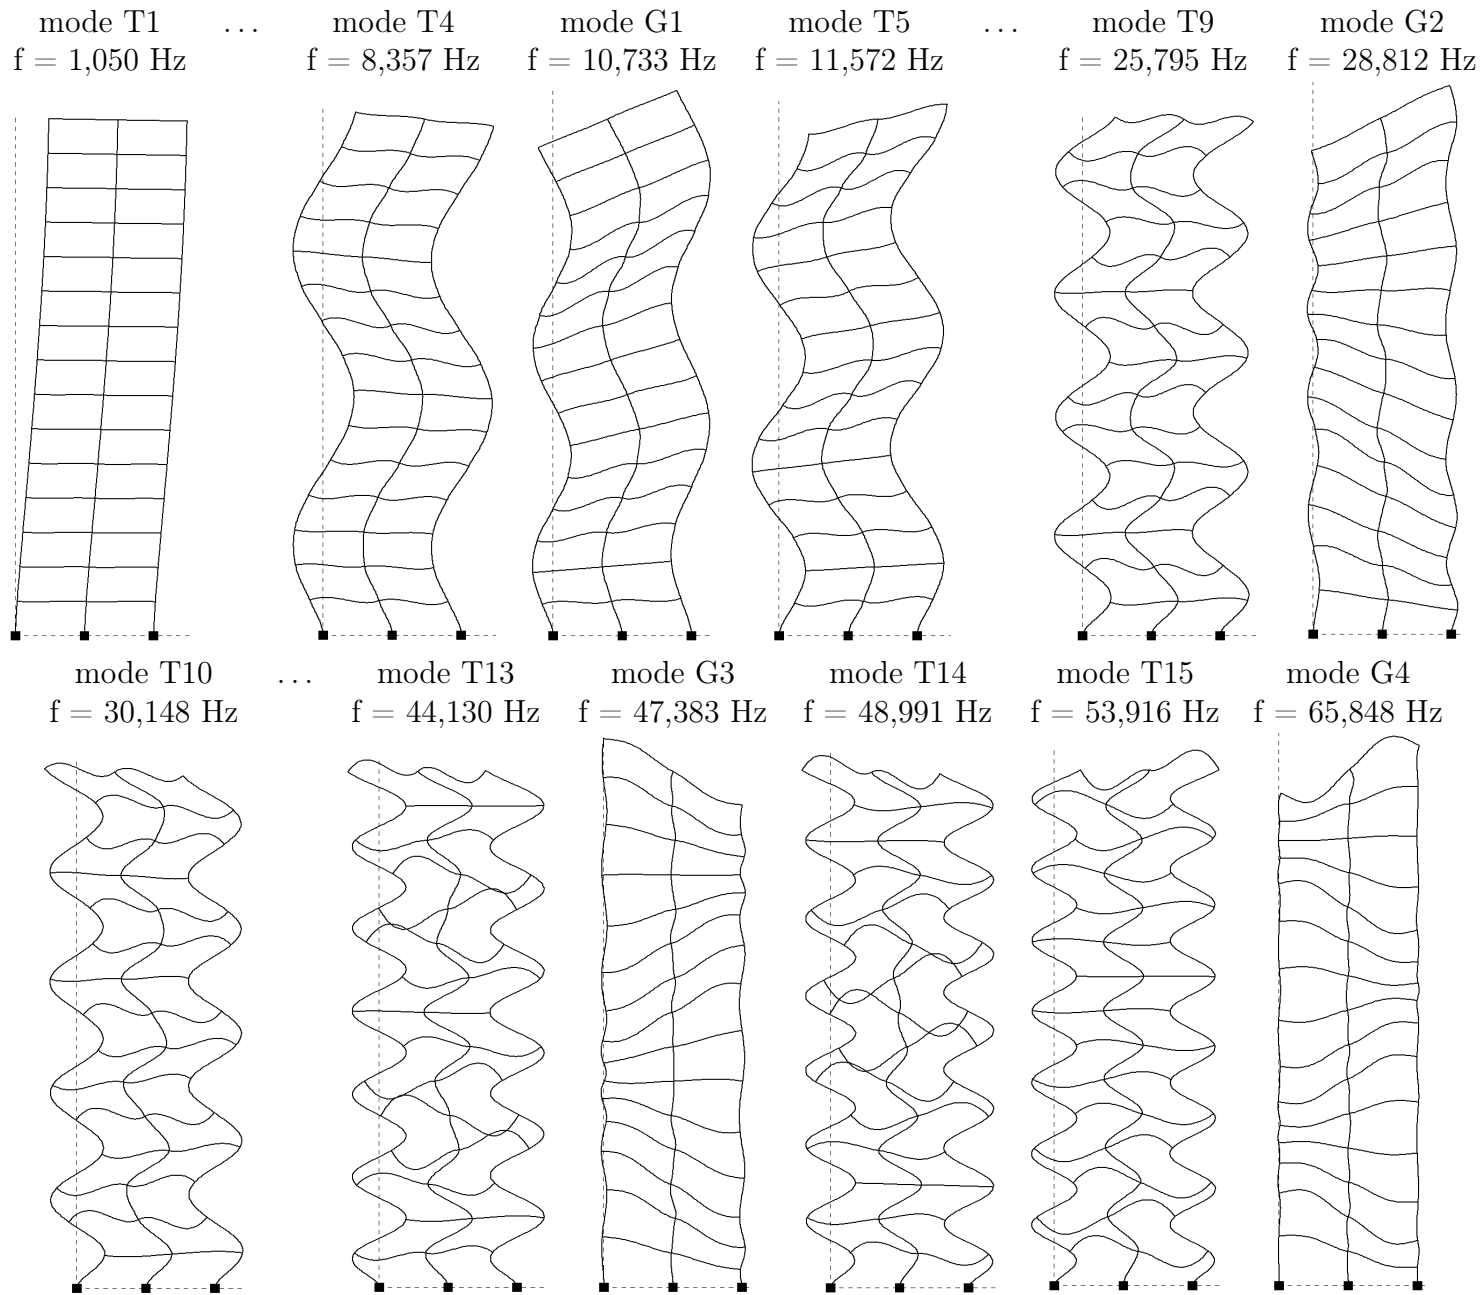 mode T1 … mode T4 mode G1 mode T5 … mode T9 mode G2
f = 1,050 Hz f = 8,357 Hz f = 10,733 Hz f = 11,572 Hz f = 25,795 Hz f = 28,812 Hz
mode T10 … mode T13 mode G3 mode T14 mode T15 mode G4
f = 30,148 Hz f = 44,130 Hz f = 47,383 Hz f = 48,991 Hz f = 53,916 Hz f = 65,848 Hz